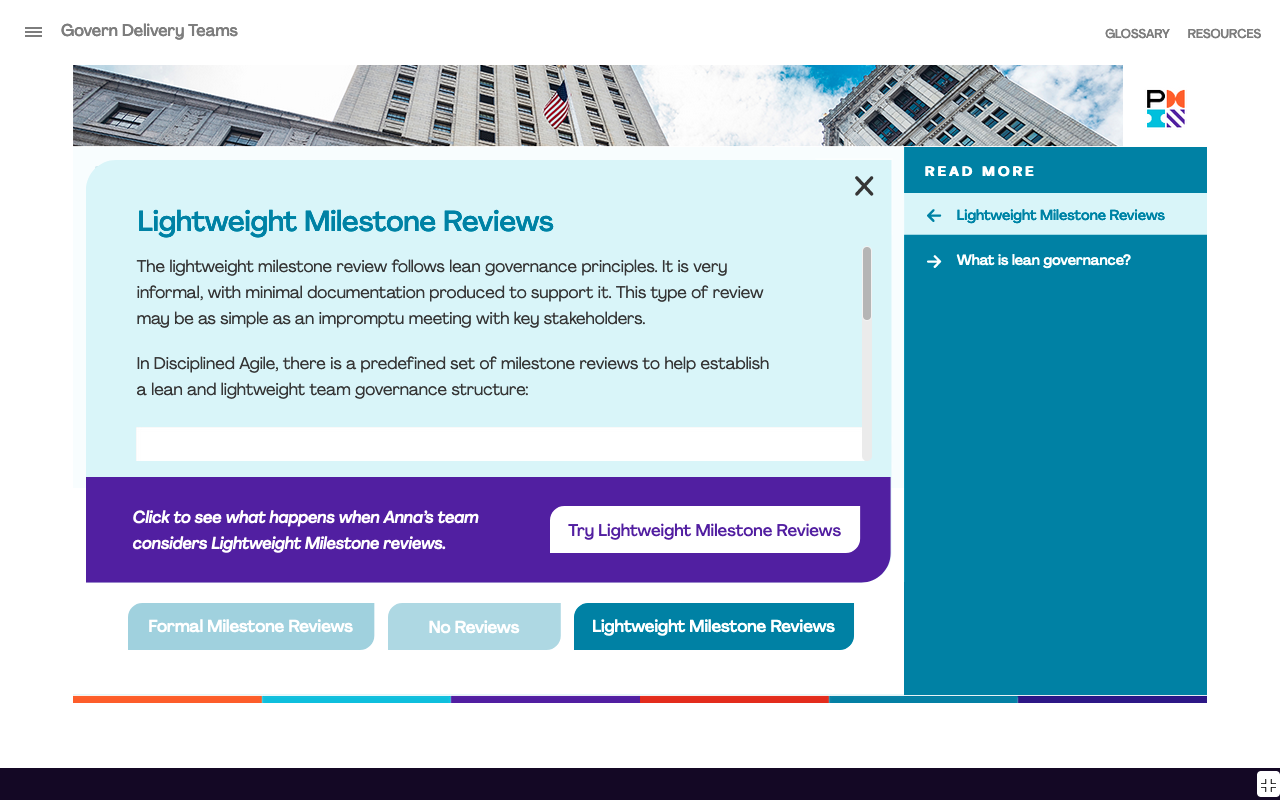 Govern Delivery Teams
GLOSSARY
RESOURCES
PM
READ MORE
Lightweight Milestone Reviews
What is lean governance?
Lightweight Milestone Reviews
The lightweight milestone review follows lean governance principles. It is very
informal, with minimal documentation produced to support it. This type of review
may be as simple as an impromptu meeting with key stakeholders.
In Disciplined Agile, there is a predefined set of milestone reviews to help establish
a lean and lightweight team governance structure:
Click to see what happens when Anna's team
considers Lightweight Milestone reviews.
Try Lightweight Milestone Reviews
Formal Milestone Reviews
No Reviews
Lightweight Milestone Reviews